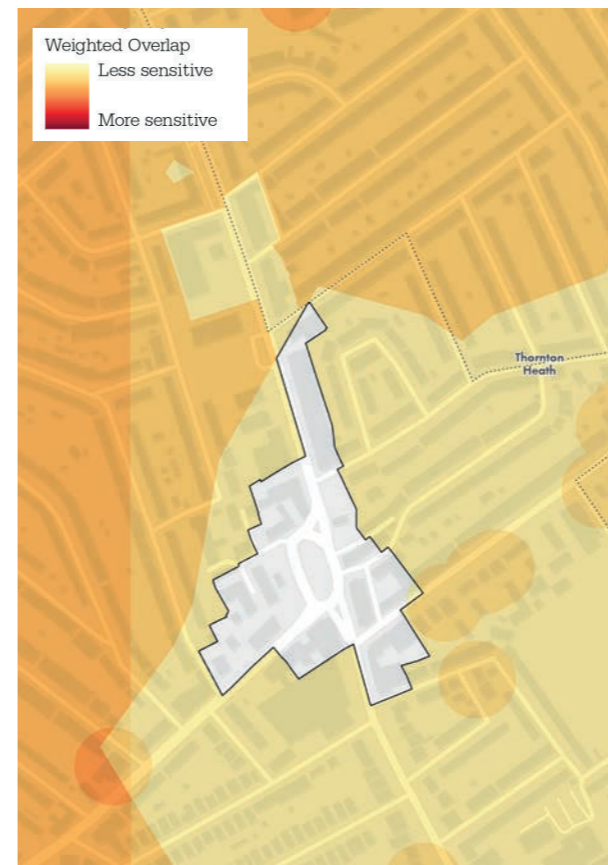 Weighted Overlap
Less sensitive
More sensitive
Thornton
Heath